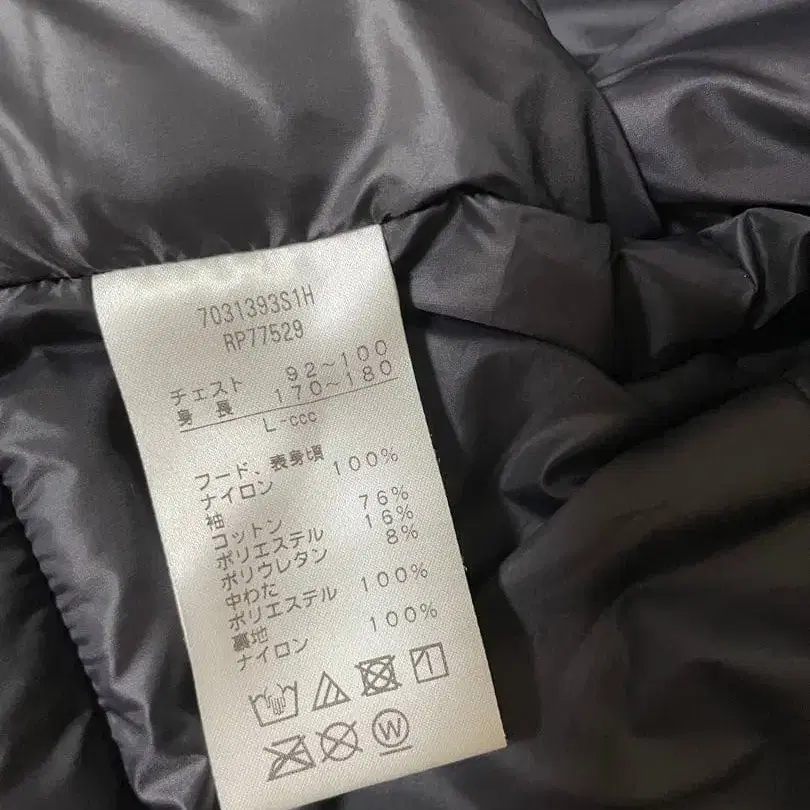 7031393S1H
RP77529
チェスト 92~100
身長 170~180
L-ccc
フード、表身頃
ナイロン 100%
袖
コットン 76%
ポリエステル 16%
ポリウレタン 8%
中わた
ポリエステル 100%
裏地
ナイロン 100%
W